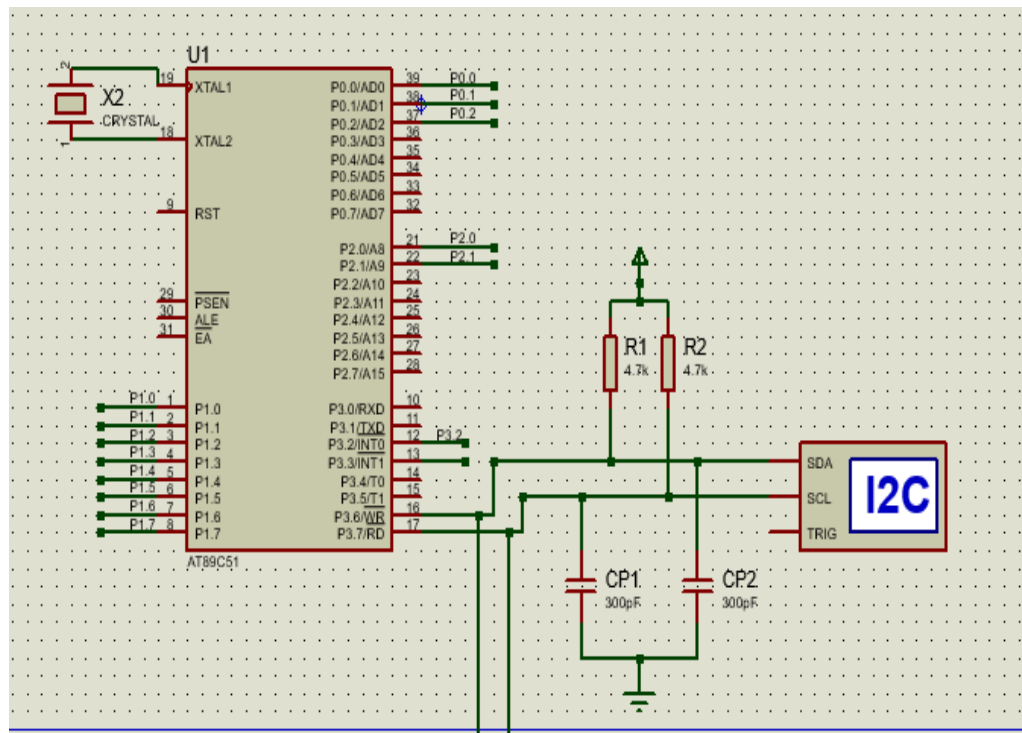 U1
2
X2
CRYSTAL
1
19
18
9
29
30
31
XTAL1
XTAL2
RST
PSEN
ALE
EA
P1.0 1 P1.0
P1.1 2 P1.1
P1.2 3 P1.2
P1.3 4 P1.3
P1.4 5 P1.4
P1.5 6 P1.5
P1.6 7 P1.6
P1.7 8 P1.7
AT89C51
P0.0/AD0 39 P0.0
P0.1/AD1 38 P0.1
P0.2/AD2 37 P0.2
P0.3/AD3 36
P0.4/AD4 35
P0.5/AD5 34
P0.6/AD6 33
P0.7/AD7 32
P2.0/A8 21 P2.0
P2.1/A9 22 P2.1
P2.2/A10 23
P2.3/A11 24
P2.4/A12 25
P2.5/A13 26
P2.6/A14 27
P2.7/A15 28
P3.0/RXD 10
P3.1/TXD 11
P3.2/INT0 12 P3.2
P3.3/INT1 13
P3.4/T0 14
P3.5/T1 15
P3.6/WR 16
P3.7/RD 17
R1
4.7k
R2
4.7k
SDA
SCL
TRIG
I2C
CP1
300pF
CP2
300pF